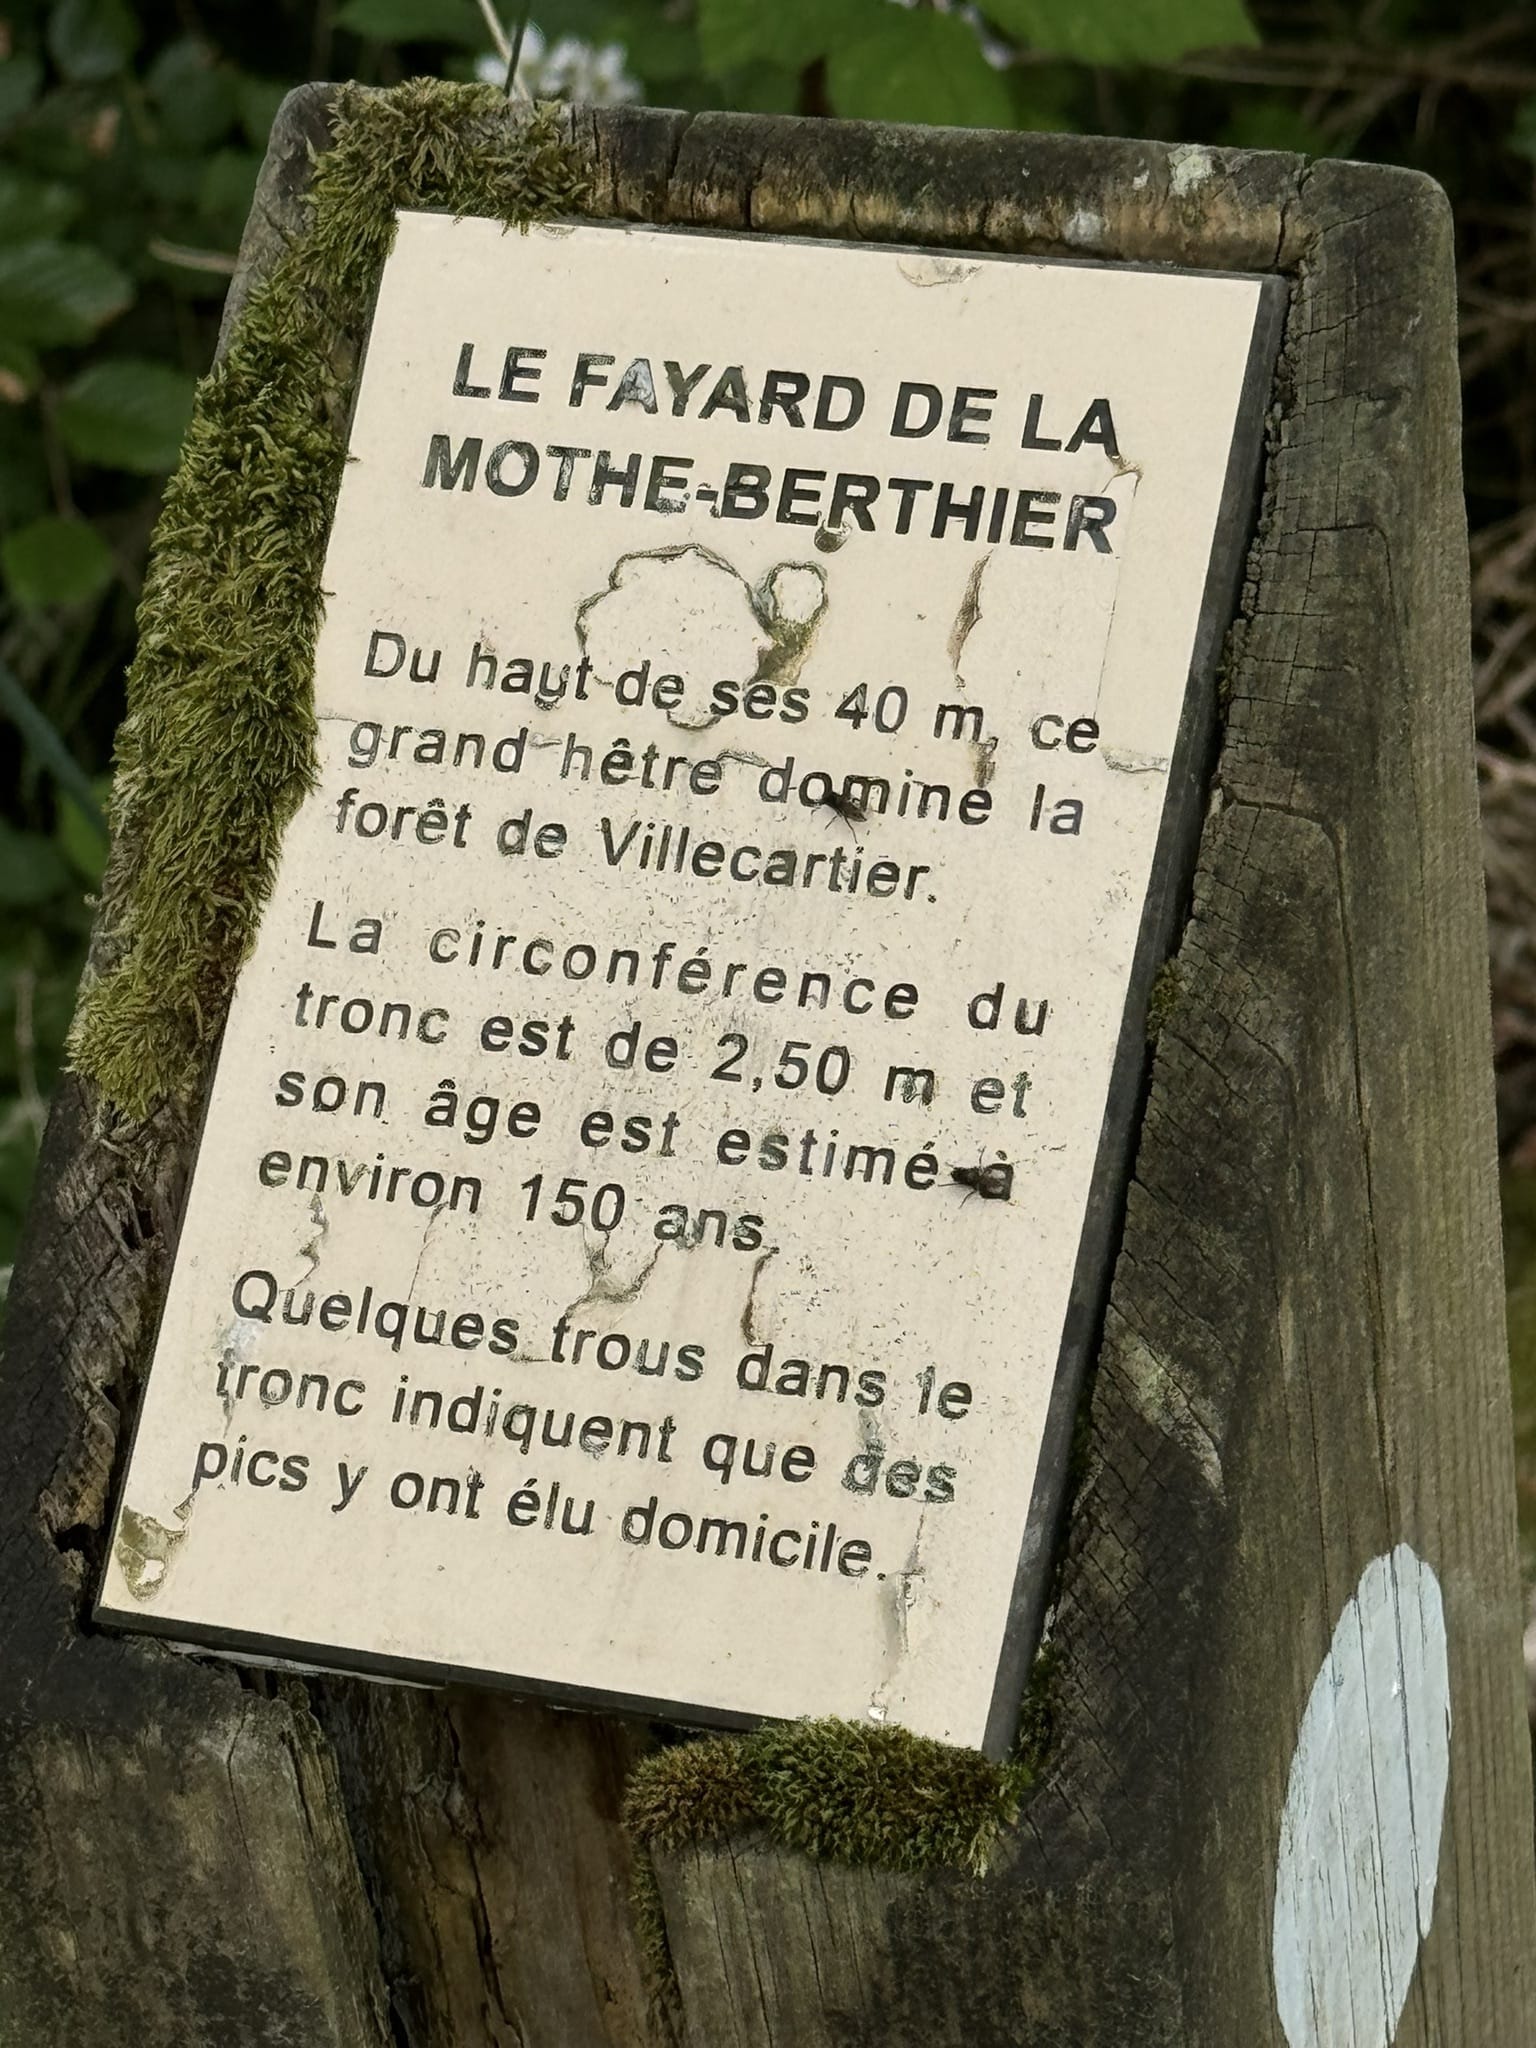 LE FAYARD DE LA
MOTHE-BERTHIER
Du haut de ses 40 m, ce
grand hêtre domine la
forêt de Villecartier.
La circonférence du
tronc est de 2,50 m et
son âge est estimé à
environ 150 ans.
Quelques trous dans le
tronc indiquent que des
pics y ont élu domicile.